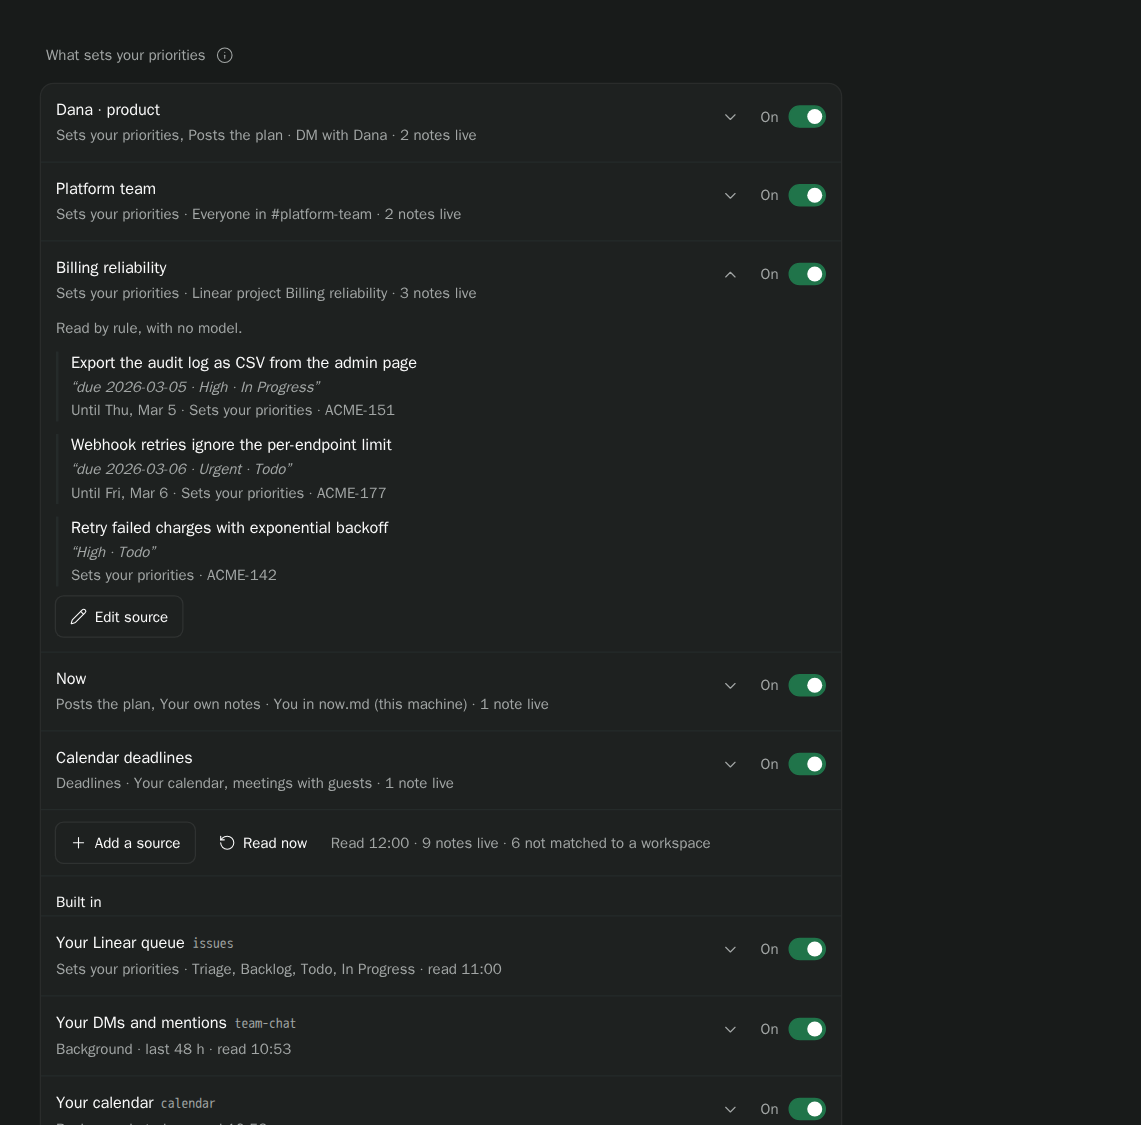 What sets your priorities
Dana · product
Sets your priorities, Posts the plan · DM with Dana · 2 notes live
On
Platform team
Sets your priorities · Everyone in #platform-team · 2 notes live
On
Billing reliability
Sets your priorities · Linear project Billing reliability · 3 notes live
On
Read by rule, with no model.
Export the audit log as CSV from the admin page
“due 2026-03-05 · High · In Progress”
Until Thu, Mar 5 · Sets your priorities · ACME-151
Webhook retries ignore the per-endpoint limit
“due 2026-03-06 · Urgent · Todo”
Until Fri, Mar 6 · Sets your priorities · ACME-177
Retry failed charges with exponential backoff
“High · Todo”
Sets your priorities · ACME-142
Edit source
Now
Posts the plan, Your own notes · You in now.md (this machine) · 1 note live
On
Calendar deadlines
Deadlines · Your calendar, meetings with guests · 1 note live
On
Add a source
Read now
Read 12:00 · 9 notes live · 6 not matched to a workspace
Built in
Your Linear queue issues
Sets your priorities · Triage, Backlog, Todo, In Progress · read 11:00
On
Your DMs and mentions team-chat
Background · last 48 h · read 10:53
On
Your calendar calendar
On